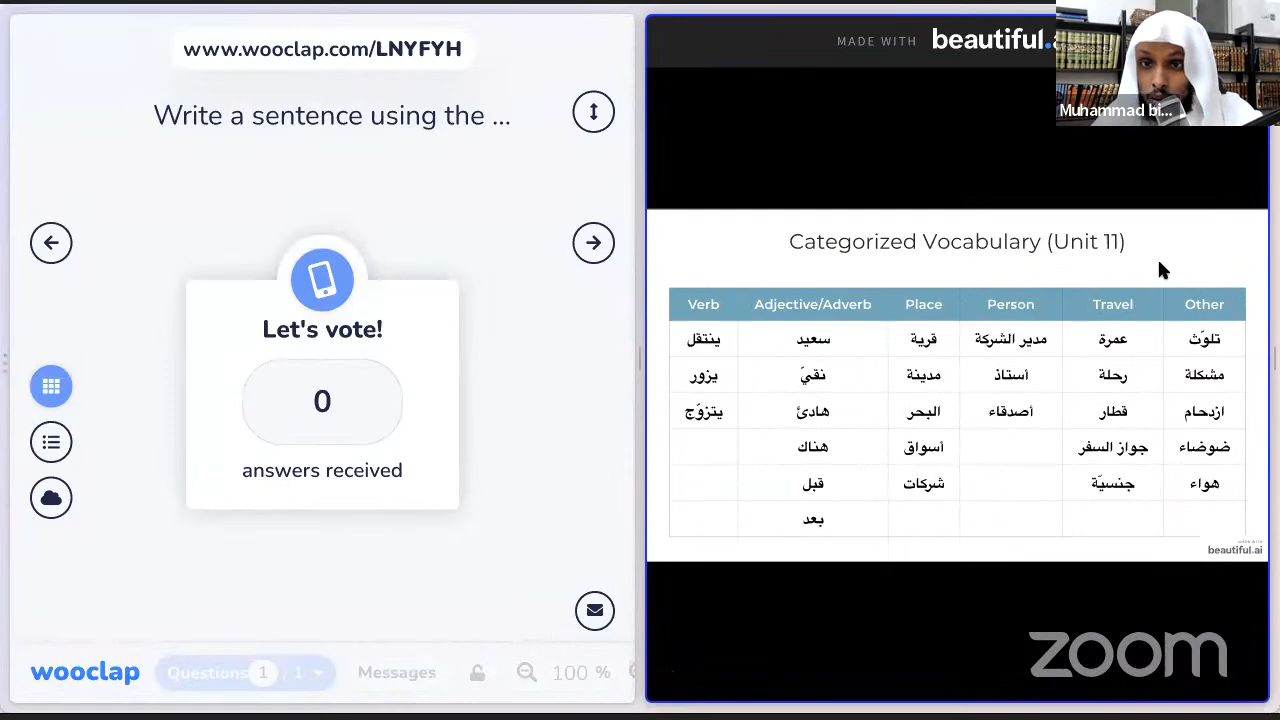 www.wooclap.com/LNYFYH
Write a sentence using the ...
Let's vote!
0
answers received
wooclap
Questions 1 / 1
Messages
100 %
MADE WITH beautiful.a
Muhammad bi...
Categorized Vocabulary (Unit 11)
Verb Adjective/Adverb Place Person Travel Other
ينتقل سعيد قرية مدير الشركة عمرة تلوّث
يزور نقيّ مدينة أستاذ رحلة مشكلة
يتزوّج هادئ البحر أصدقاء قطار ازدحام
هناك أسواق جواز السفر ضوضاء
قبل شركات جنسيّة هواء
بعد
MADE WITH
beautiful.ai
zoom